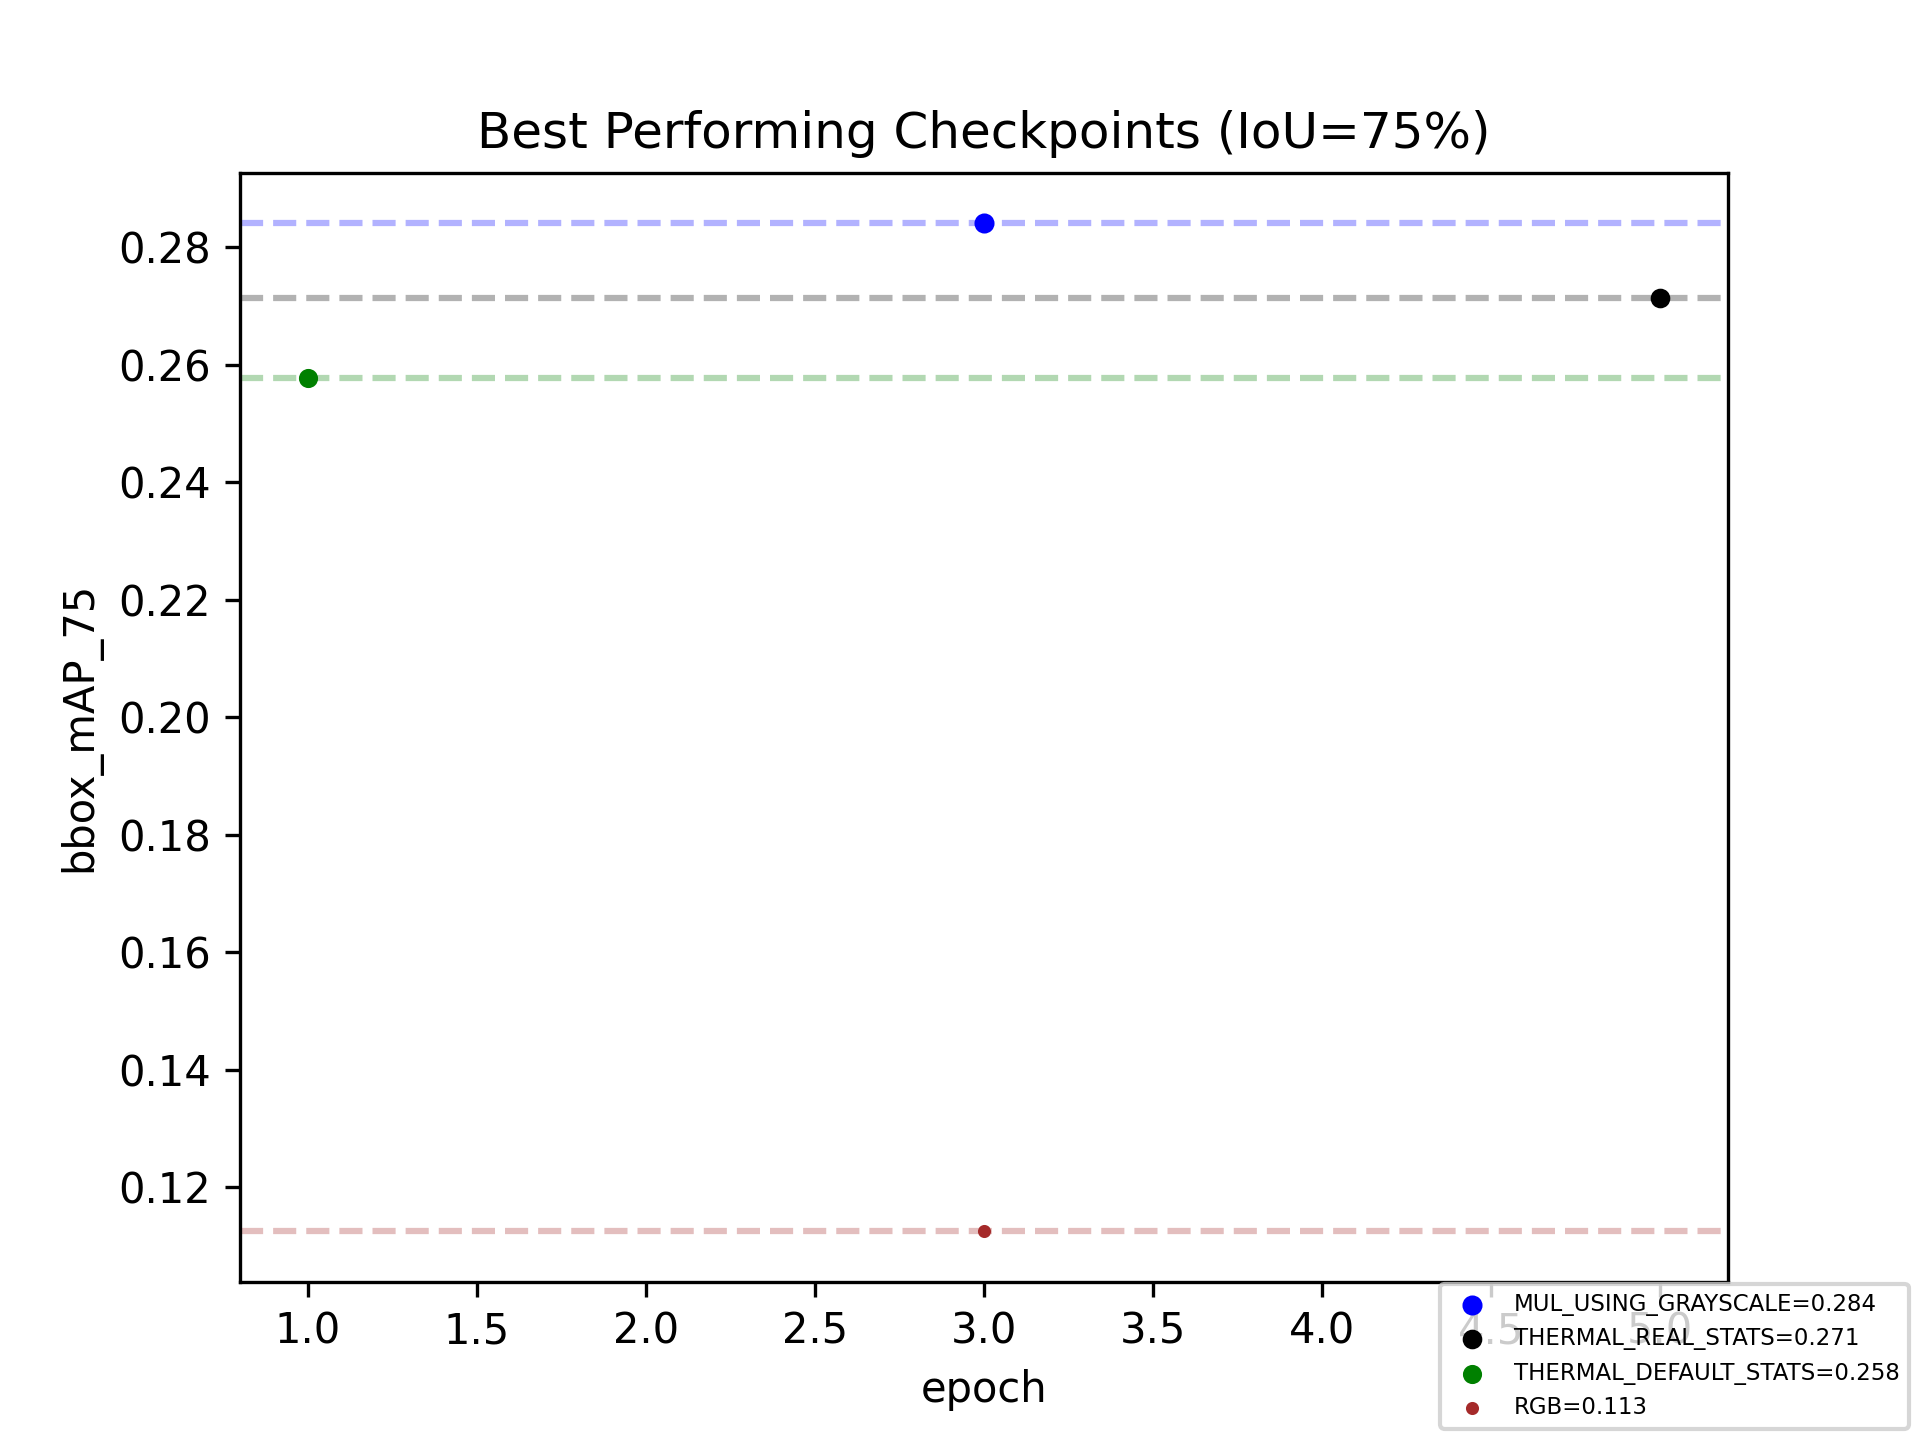 Best Performing Checkpoints (IoU=75%)
bbox_mAP_75
0.28
0.26
0.24
0.22
0.20
0.18
0.16
0.14
0.12
1.0 1.5 2.0 2.5 3.0 3.5 4.0 4.5 5.0
epoch
MUL_USING_GRAYSCALE=0.284
THERMAL_REAL_STATS=0.271
THERMAL_DEFAULT_STATS=0.258
RGB=0.113